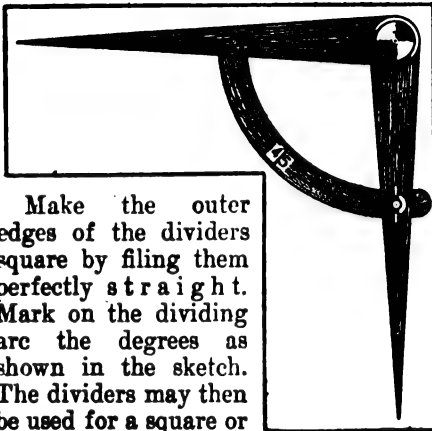 45
Make the outer
edges of the dividers
square by filing them
perfectly straight.
Mark on the dividing
arc the degrees as
shown in the sketch.
The dividers may then
be used for a square or